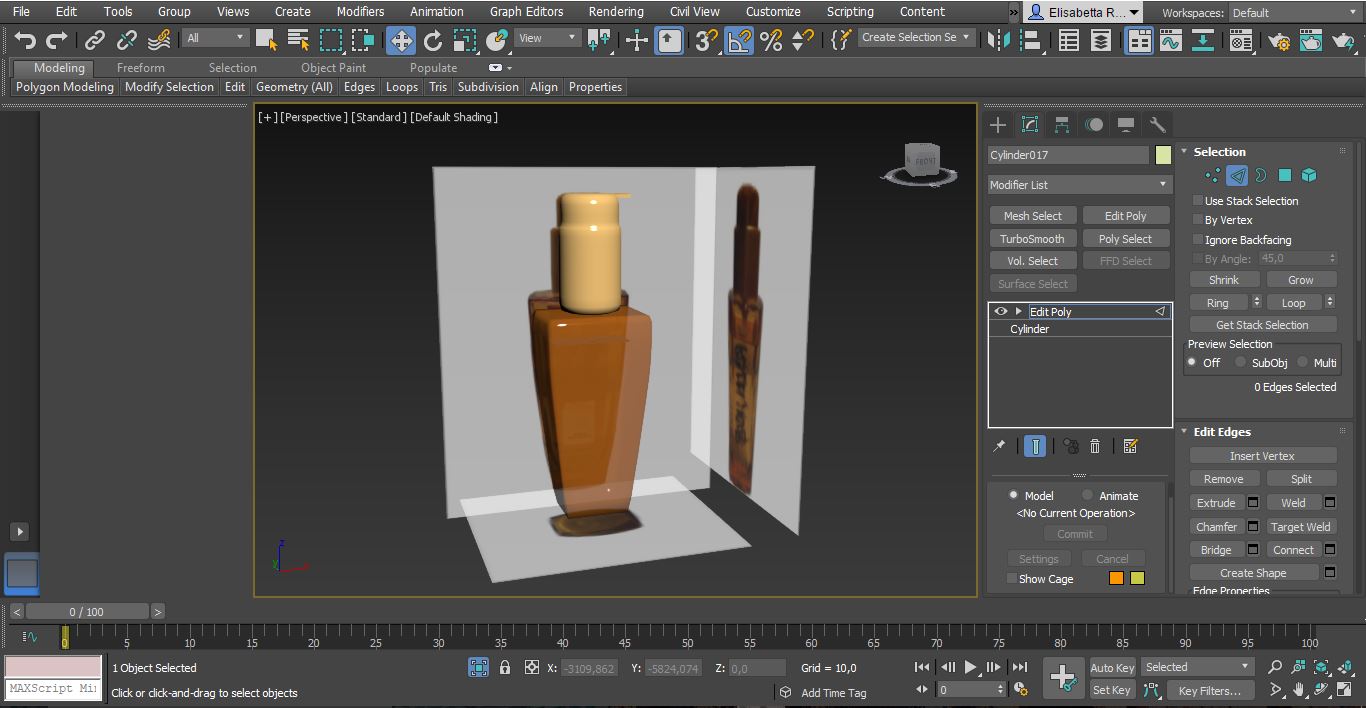 File Edit Tools Group Views Create Modifiers Animation Graph Editors Rendering Civil View Customize Scripting Content » Elisabetta R... Workspaces: Default
All View 3 Create Selection Se
Modeling Freeform Selection Object Paint Populate
Polygon Modeling Modify Selection Edit Geometry (All) Edges Loops Tris Subdivision Align Properties
[+] [Perspective ] [Standard ] [Default Shading ]
FRONT
z
y
Cylinder017
Modifier List
Mesh Select Edit Poly
TurboSmooth Poly Select
Vol. Select FFD Select
Surface Select
Edit Poly
Cylinder
Model Animate
<No Current Operation>
Commit
Settings Cancel
Show Cage
Selection
Use Stack Selection
By Vertex
Ignore Backfacing
By Angle: 45,0
Shrink Grow
Ring Loop
Get Stack Selection
Preview Selection
Off SubObj Multi
0 Edges Selected
Edit Edges
Insert Vertex
Remove Split
Extrude Weld
Chamfer Target Weld
Bridge Connect
Create Shape
Edge Properties
< 0 / 100 >
0 5 10 15 20 25 30 35 40 45 50 55 60 65 70 75 80 85 90 95 100
1 Object Selected X: -3109,862 Y: -5824,074 Z: 0,0 Grid = 10,0 Auto Key Selected
MAXScript Mi
Click or click-and-drag to select objects Add Time Tag 0 Set Key Key Filters...